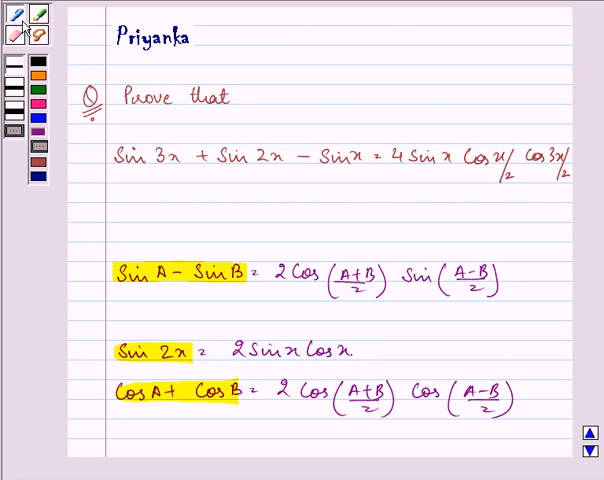 Priyanka
Q Prove that
Sin 3x + Sin 2x - Sin x = 4 Sin x Cos x/2 Cos 3x/2
Sin A - Sin B = 2 Cos (A+B/2) Sin (A-B/2)
Sin 2x = 2 Sin x Cos x.
Cos A + Cos B = 2 Cos (A+B/2) Cos (A-B/2)